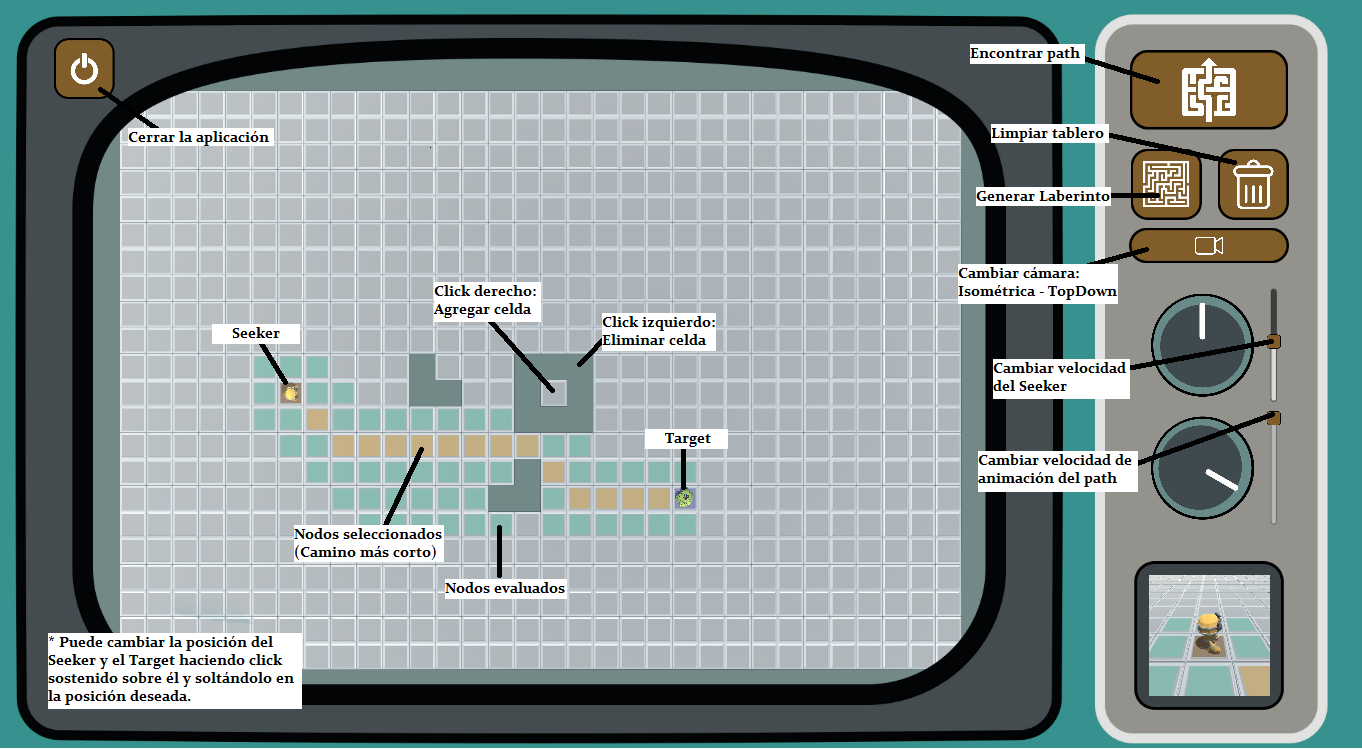 Encontrar path
Cerrar la aplicación
Limpiar tablero
Generar Laberinto
Cambiar cámara:
Isométrica - TopDown
Click derecho:
Agregar celda
Click izquierdo:
Eliminar celda
Seeker
Cambiar velocidad
del Seeker
Target
Cambiar velocidad de
animación del path
Nodos seleccionados
(Camino más corto)
Nodos evaluados
* Puede cambiar la posición del
Seeker y el Target haciendo click
sostenido sobre él y soltándolo en
la posición deseada.